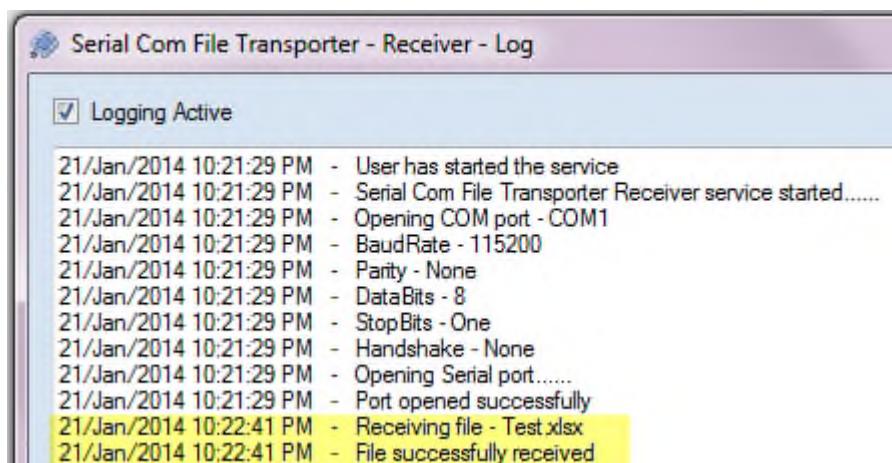 Serial Com File Transporter - Receiver - Log
Logging Active
21/Jan/2014 10:21:29 PM - User has started the service
21/Jan/2014 10:21:29 PM - Serial Com File Transporter Receiver service started......
21/Jan/2014 10:21:29 PM - Opening COM port - COM1
21/Jan/2014 10:21:29 PM - BaudRate - 115200
21/Jan/2014 10:21:29 PM - Parity - None
21/Jan/2014 10:21:29 PM - DataBits - 8
21/Jan/2014 10:21:29 PM - StopBits - One
21/Jan/2014 10:21:29 PM - Handshake - None
21/Jan/2014 10:21:29 PM - Opening Serial port......
21/Jan/2014 10:21:29 PM - Port opened successfully
21/Jan/2014 10:22:41 PM - Receiving file - Test.xlsx
21/Jan/2014 10:22:41 PM - File successfully received